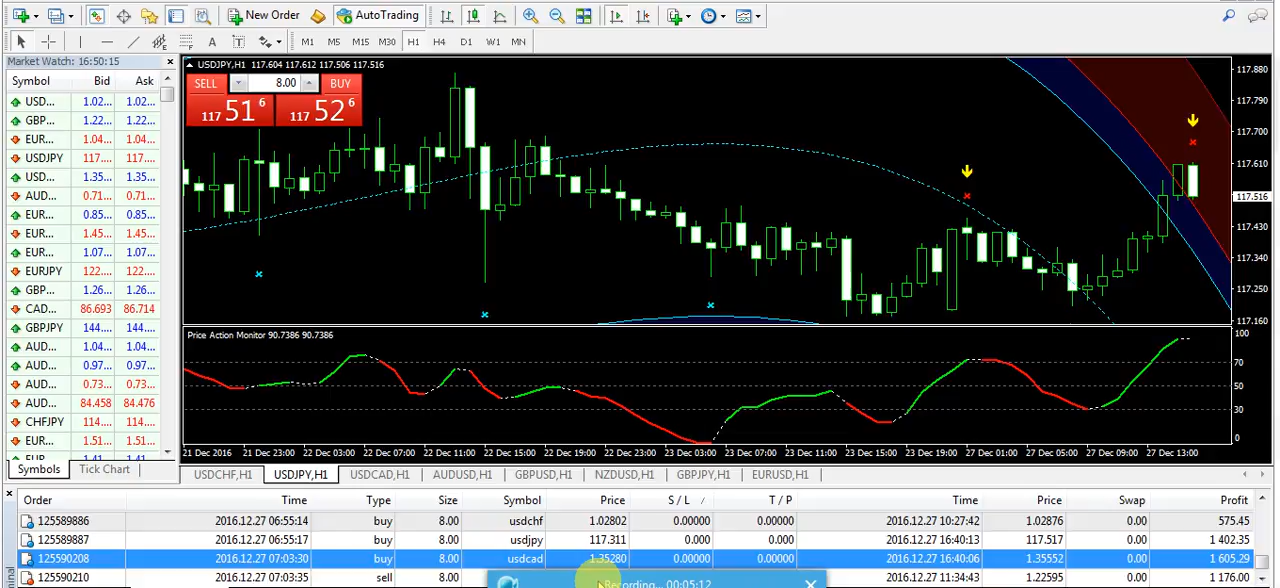 New Order AutoTrading
M1 M5 M15 M30 H1 H4 D1 W1 MN
Market Watch: 16:50:15
Symbol Bid Ask
USD... 1.02... 1.02...
GBP... 1.22... 1.22...
EUR... 1.04... 1.04...
USDJPY 117.... 117....
USD... 1.35... 1.35...
AUD... 0.71... 0.71...
EUR... 0.85... 0.85...
EUR... 1.45... 1.45...
EUR... 1.07... 1.07...
EURJPY 122.... 122....
GBP... 1.26... 1.26...
CAD... 86.693 86.714
GBPJPY 144.... 144....
AUD... 1.04... 1.04...
AUD... 0.97... 0.97...
AUD... 0.73... 0.73...
AUD... 84.458 84.476
CHFJPY 114.... 114....
EUR... 1.51... 1.51...
EUR 1.41 1.41
Symbols Tick Chart
USDJPY,H1 117.604 117.612 117.506 117.516
SELL 8.00 BUY
117 51 6 117 52 6
117.880
117.790
117.700
117.610
117.516
117.430
117.340
117.250
117.160
Price Action Monitor 90.7386 90.7386
100
70
50
30
0
21 Dec 2016 21 Dec 23:00 22 Dec 03:00 22 Dec 07:00 22 Dec 11:00 22 Dec 15:00 22 Dec 19:00 22 Dec 23:00 23 Dec 03:00 23 Dec 07:00 23 Dec 11:00 23 Dec 15:00 23 Dec 19:00 27 Dec 01:00 27 Dec 05:00 27 Dec 09:00 27 Dec 13:00
USDCHF,H1 USDJPY,H1 USDCAD,H1 AUDUSD,H1 GBPUSD,H1 NZDUSD,H1 GBPJPY,H1 EURUSD,H1
Order Time Type Size Symbol Price S / L / T / P Time Price Swap Profit
125589886 2016.12.27 06:55:14 buy 8.00 usdchf 1.02802 0.00000 0.00000 2016.12.27 10:27:42 1.02876 0.00 575.45
125589887 2016.12.27 06:55:17 buy 8.00 usdjpy 117.311 0.00000 0.00000 2016.12.27 16:40:13 117.517 0.00 1 402.35
125590208 2016.12.27 07:03:30 buy 8.00 usdcad 1.35280 0.00000 0.00000 2016.12.27 16:40:06 1.35552 0.00 1 605.29
125590210 2016.12.27 07:03:35 sell 8.00 2016.12.27 11:34:43 1.22595 0.00 1 176.00
Recording... 00:05:12